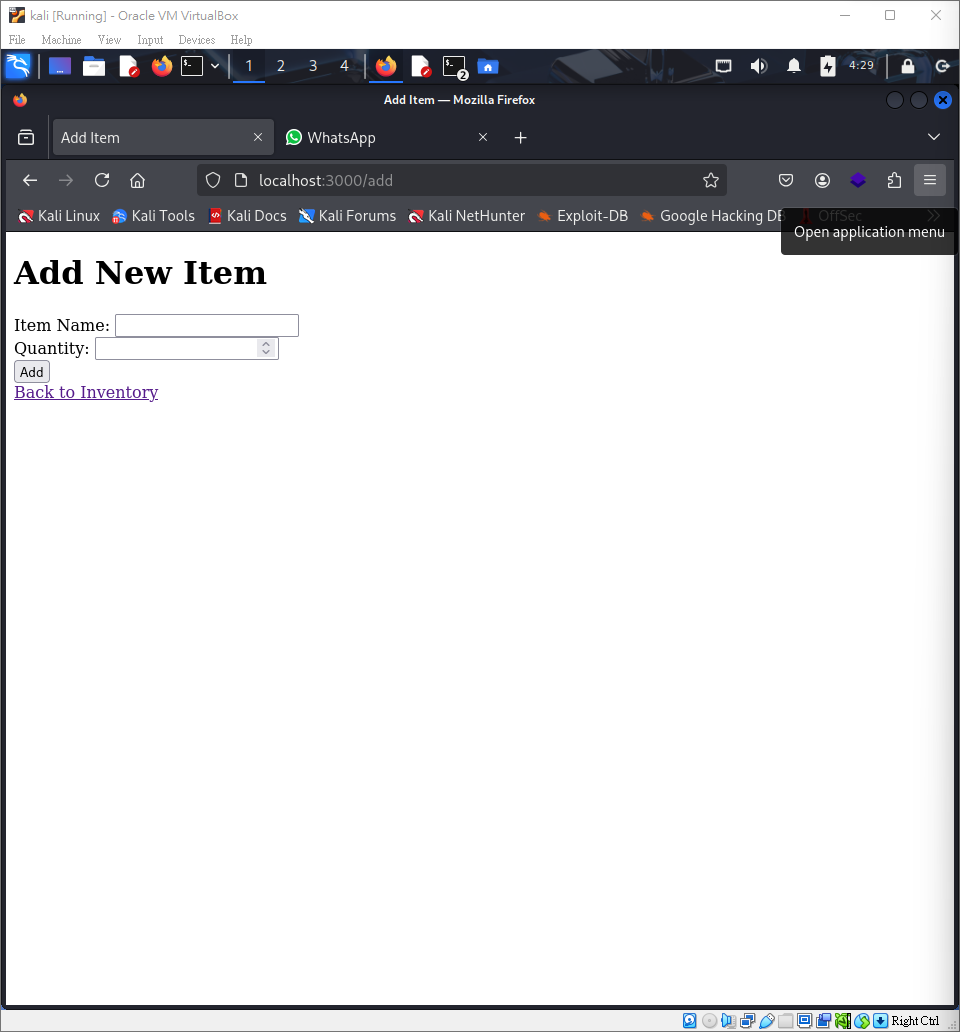 kali [Running] - Oracle VM VirtualBox
File Machine View Input Devices Help
1 2 3 4 2 4:29
Add Item — Mozilla Firefox
Add Item WhatsApp
localhost:3000/add
Kali Linux Kali Tools Kali Docs Kali Forums Kali NetHunter Exploit-DB Google Hacking DB OffSec
Open application menu
Add New Item
Item Name:
Quantity:
Add
Back to Inventory
Right Ctrl